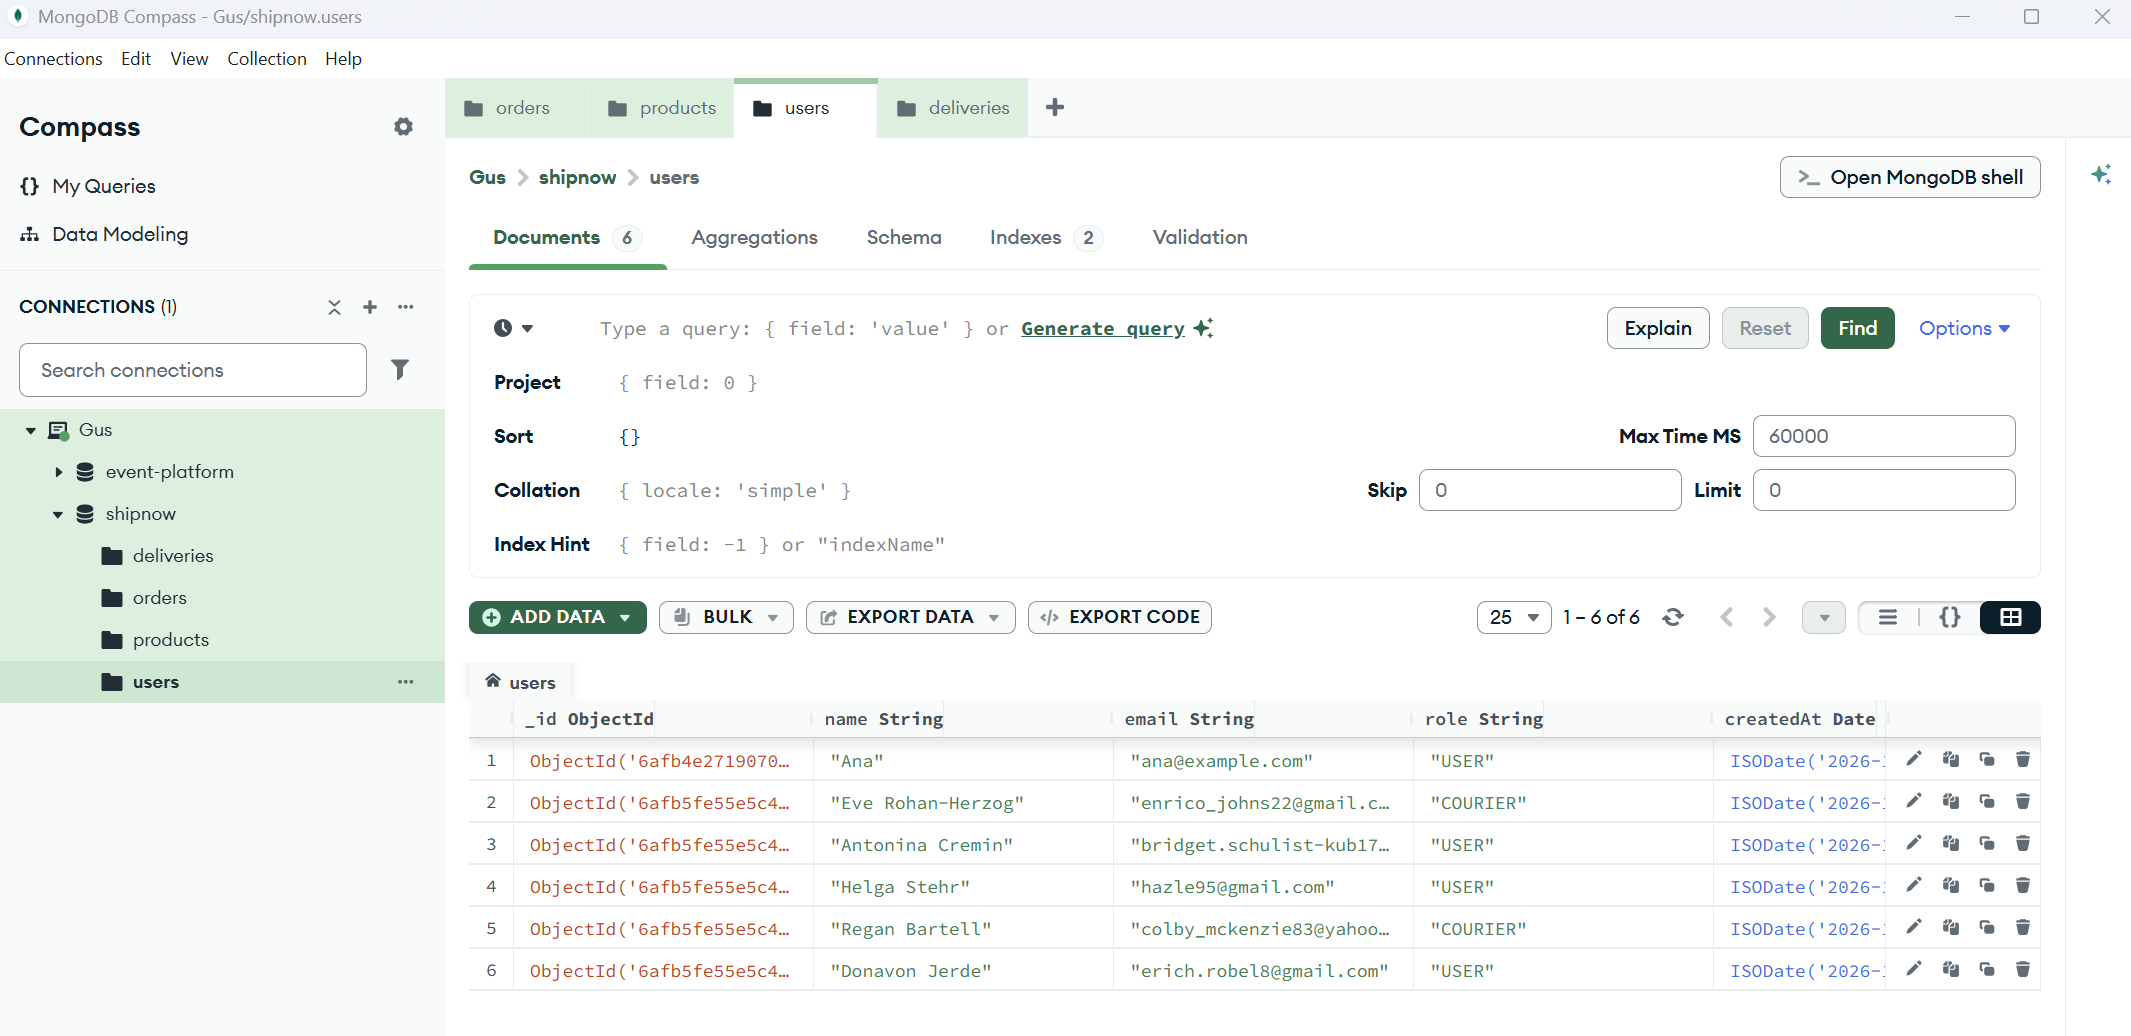 MongoDB Compass - Gus/shipnow.users
Connections Edit View Collection Help
Compass
My Queries
Data Modeling
CONNECTIONS (1)
Search connections
Gus
event-platform
shipnow
deliveries
orders
products
users
orders products users deliveries
Gus > shipnow > users
>_ Open MongoDB shell
Documents 6 Aggregations Schema Indexes 2 Validation
Type a query: { field: 'value' } or Generate query
Explain Reset Find Options
Project { field: 0 }
Sort {} Max Time MS 60000
Collation { locale: 'simple' } Skip 0 Limit 0
Index Hint { field: -1 } or "indexName"
ADD DATA BULK EXPORT DATA EXPORT CODE 25 1 – 6 of 6
users
_id ObjectId name String email String role String createdAt Date
1 ObjectId('6afb4e2719070… "Ana" "ana@example.com" "USER" ISODate('2026-
2 ObjectId('6afb5fe55e5c4… "Eve Rohan-Herzog" "enrico_johns22@gmail.c… "COURIER" ISODate('2026-
3 ObjectId('6afb5fe55e5c4… "Antonina Cremin" "bridget.schulist-kub17… "USER" ISODate('2026-
4 ObjectId('6afb5fe55e5c4… "Helga Stehr" "hazle95@gmail.com" "USER" ISODate('2026-
5 ObjectId('6afb5fe55e5c4… "Regan Bartell" "colby_mckenzie83@yahoo… "COURIER" ISODate('2026-
6 ObjectId('6afb5fe55e5c4… "Donavon Jerde" "erich.robel8@gmail.com" "USER" ISODate('2026-